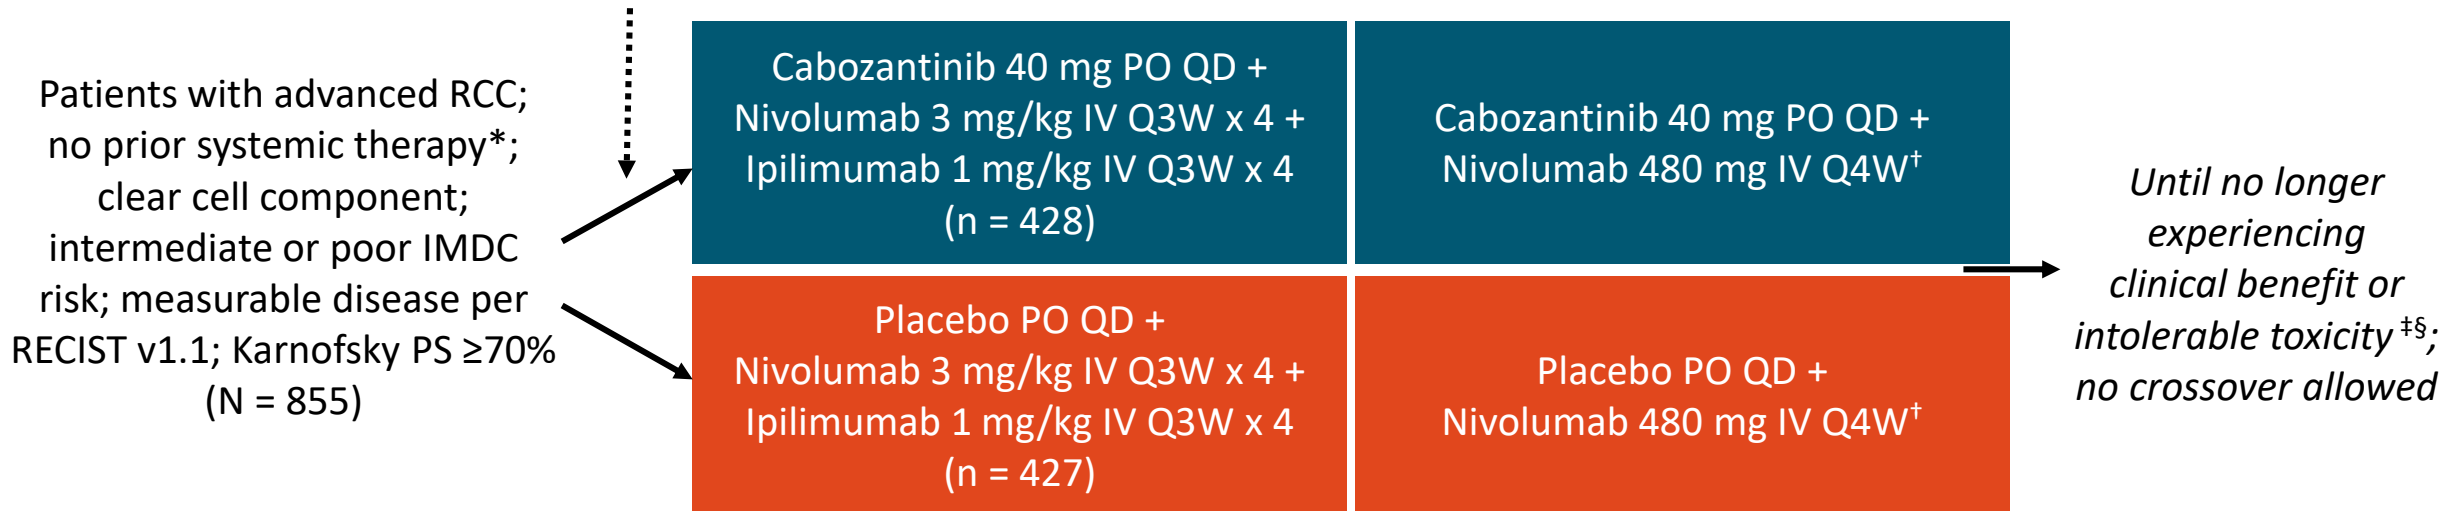 Patients with advanced RCC;
no prior systemic therapy*;
clear cell component;
intermediate or poor IMDC
risk; measurable disease per
RECIST v1.1; Karnofsky PS ≥70%
(N = 855)
Cabozantinib 40 mg PO QD +
Nivolumab 3 mg/kg IV Q3W x 4 +
Ipilimumab 1 mg/kg IV Q3W x 4
(n = 428)
Cabozantinib 40 mg PO QD +
Nivolumab 480 mg IV Q4W†
Placebo PO QD +
Nivolumab 3 mg/kg IV Q3W x 4 +
Ipilimumab 1 mg/kg IV Q3W x 4
(n = 427)
Placebo PO QD +
Nivolumab 480 mg IV Q4W†
Until no longer
experiencing
clinical benefit or
intolerable toxicity‡§;
no crossover allowed